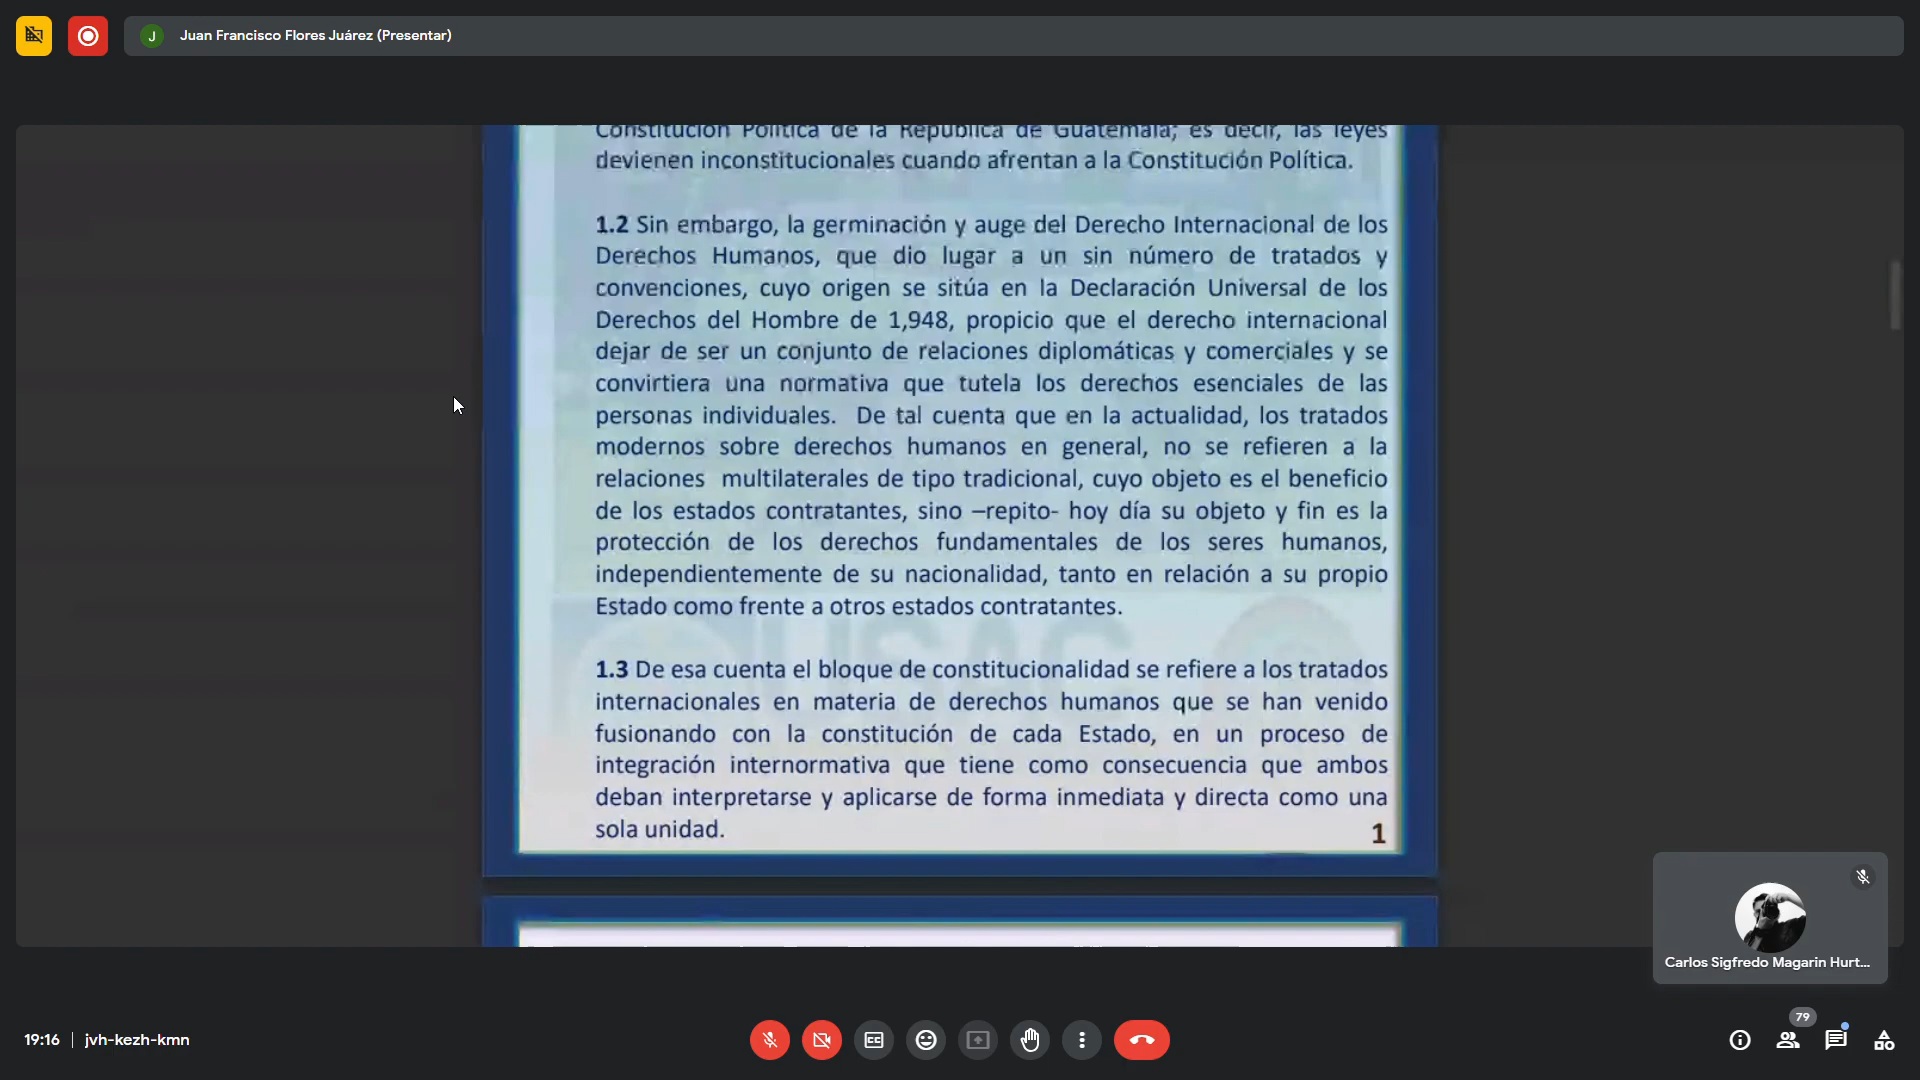 J Juan Francisco Flores Juárez (Presentar)
Constitución Política de la República de Guatemala; es decir, las leyes
devienen inconstitucionales cuando afrentan a la Constitución Política.
1.2 Sin embargo, la germinación y auge del Derecho Internacional de los
Derechos Humanos, que dio lugar a un sin número de tratados y
convenciones, cuyo origen se sitúa en la Declaración Universal de los
Derechos del Hombre de 1,948, propicio que el derecho internacional
dejar de ser un conjunto de relaciones diplomáticas y comerciales y se
convirtiera una normativa que tutela los derechos esenciales de las
personas individuales. De tal cuenta que en la actualidad, los tratados
modernos sobre derechos humanos en general, no se refieren a la
relaciones multilaterales de tipo tradicional, cuyo objeto es el beneficio
de los estados contratantes, sino –repito- hoy día su objeto y fin es la
protección de los derechos fundamentales de los seres humanos,
independientemente de su nacionalidad, tanto en relación a su propio
Estado como frente a otros estados contratantes.
USAC
1.3 De esa cuenta el bloque de constitucionalidad se refiere a los tratados
internacionales en materia de derechos humanos que se han venido
fusionando con la constitución de cada Estado, en un proceso de
integración internormativa que tiene como consecuencia que ambos
deban interpretarse y aplicarse de forma inmediata y directa como una
sola unidad.
1
Carlos Sigfredo Magarin Hurt...
19:16 | jvh-kezh-kmn
CC
79